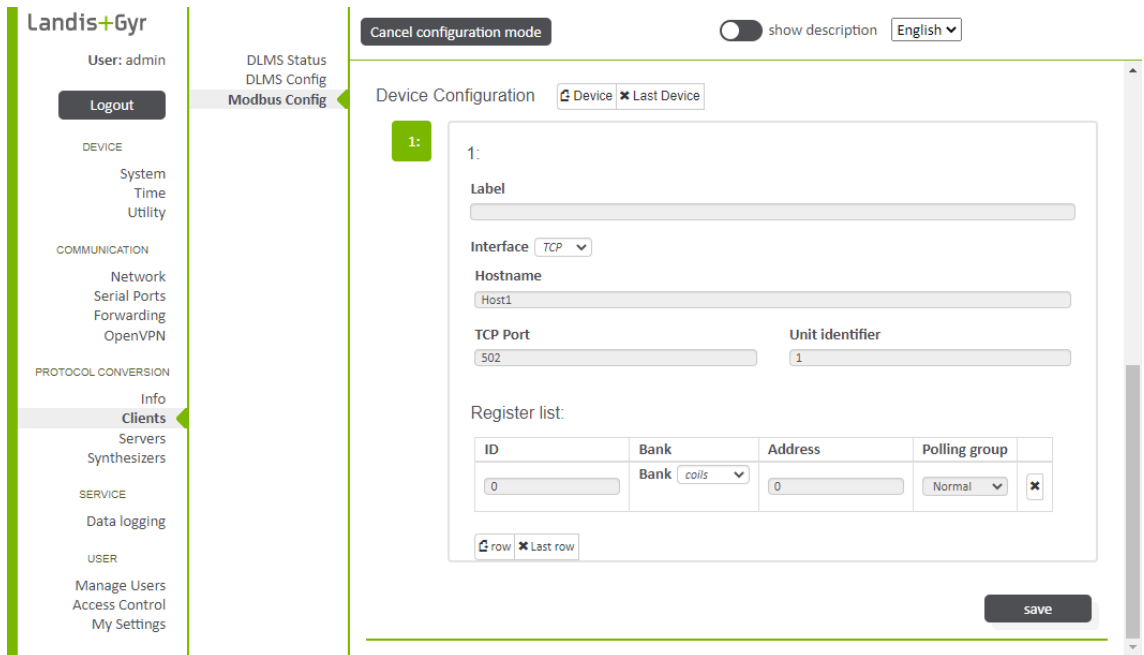 Landis+Gyr
User: admin
Logout
DEVICE
System
Time
Utility
COMMUNICATION
Network
Serial Ports
Forwarding
OpenVPN
PROTOCOL CONVERSION
Info
Clients
Servers
Synthesizers
SERVICE
Data logging
USER
Manage Users
Access Control
My Settings
DLMS Status
DLMS Config
Modbus Config
Cancel configuration mode
show description
English
Device Configuration
Device
Last Device
1:
1:
Label
Interface TCP
Hostname
Host1
TCP Port Unit identifier
502 1
Register list:
ID Bank Address Polling group
0 Bank coils 0 Normal
row Last row
save